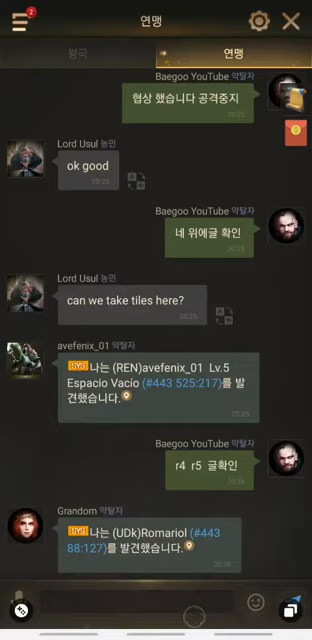 2
연맹
왕국
연맹
Baegoo YouTube 약탈자
협상 했습니다 공격중지
20:25
Lord Usul 농민
ok good
20:25
Baegoo YouTube 약탈자
네 위에글 확인
20:25
Lord Usul 농민
can we take tiles here?
20:25
avefenix_01 약탈자
SYS 나는 (REN)avefenix_01 Lv.5
Espacio Vacío (#443 525:217)를 발
견했습니다.
20:25
Baegoo YouTube 약탈자
r4 r5 글확인
20:26
Grandom 약탈자
SYS 나는 (UDk)Romariol (#443
88:127)를 발견했습니다.
20:26